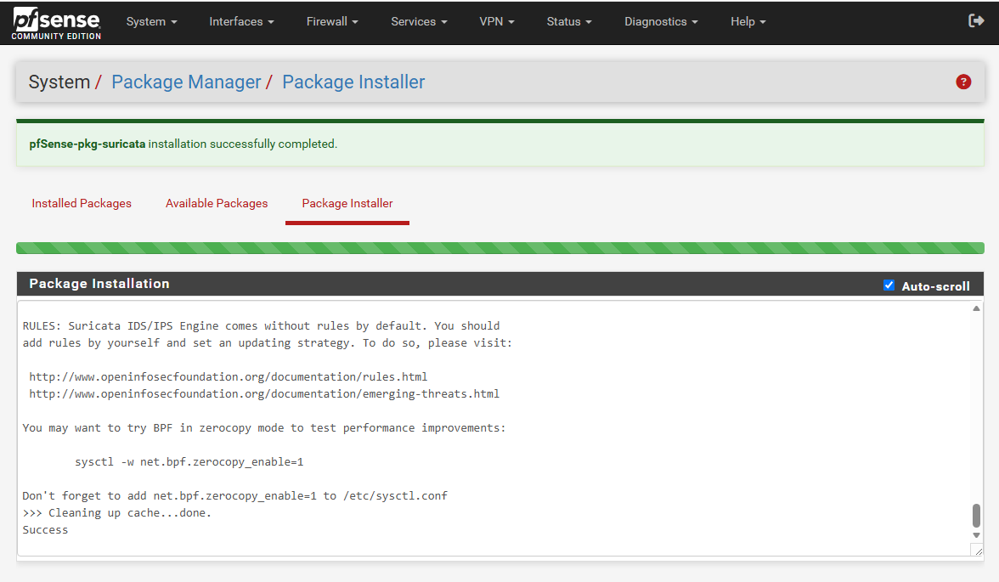 pfsense
COMMUNITY EDITION
System Interfaces Firewall Services VPN Status Diagnostics Help
System / Package Manager / Package Installer
?
pfSense-pkg-suricata installation successfully completed.
Installed Packages Available Packages Package Installer
Package Installation
Auto-scroll
RULES: Suricata IDS/IPS Engine comes without rules by default. You should
add rules by yourself and set an updating strategy. To do so, please visit:
http://www.openinfosecfoundation.org/documentation/rules.html
http://www.openinfosecfoundation.org/documentation/emerging-threats.html
You may want to try BPF in zerocopy mode to test performance improvements:
sysctl -w net.bpf.zerocopy_enable=1
Don't forget to add net.bpf.zerocopy_enable=1 to /etc/sysctl.conf
>>> Cleaning up cache...done.
Success